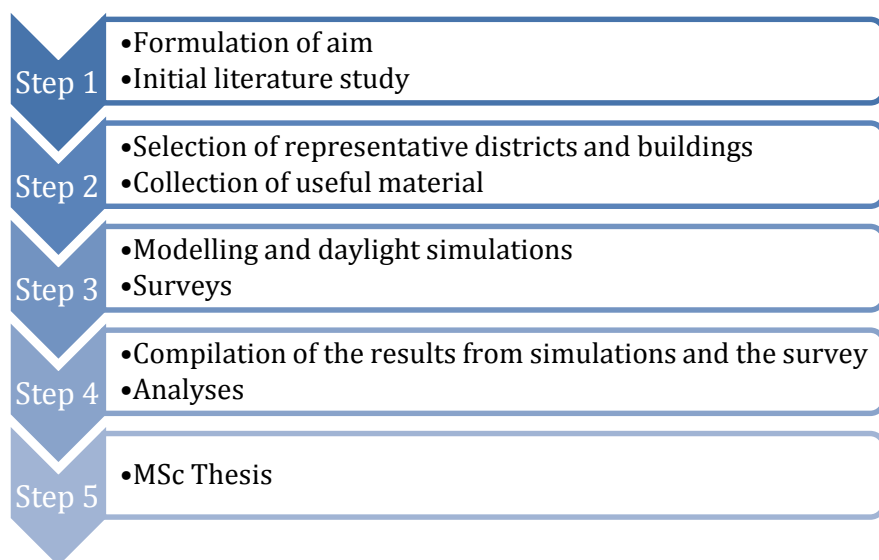 Step 1
•Formulation of aim
•Initial literature study
Step 2
•Selection of representative districts and buildings
•Collection of useful material
Step 3
•Modelling and daylight simulations
•Surveys
Step 4
•Compilation of the results from simulations and the survey
•Analyses
Step 5
•MSc Thesis